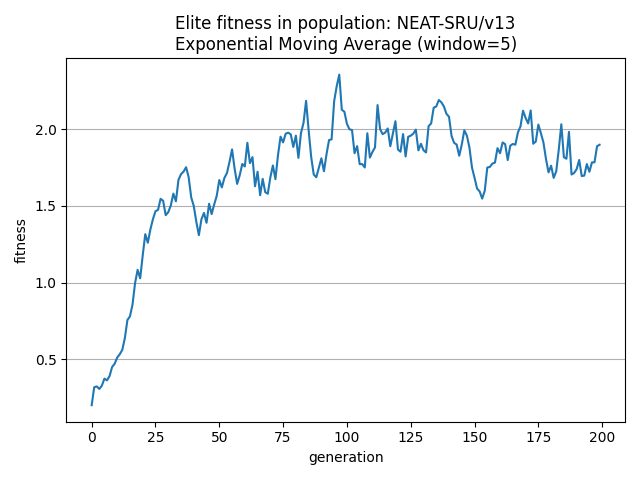 Elite fitness in population: NEAT-SRU/v13
Exponential Moving Average (window=5)
fitness
2.0
1.5
1.0
0.5
0 25 50 75 100 125 150 175 200
generation